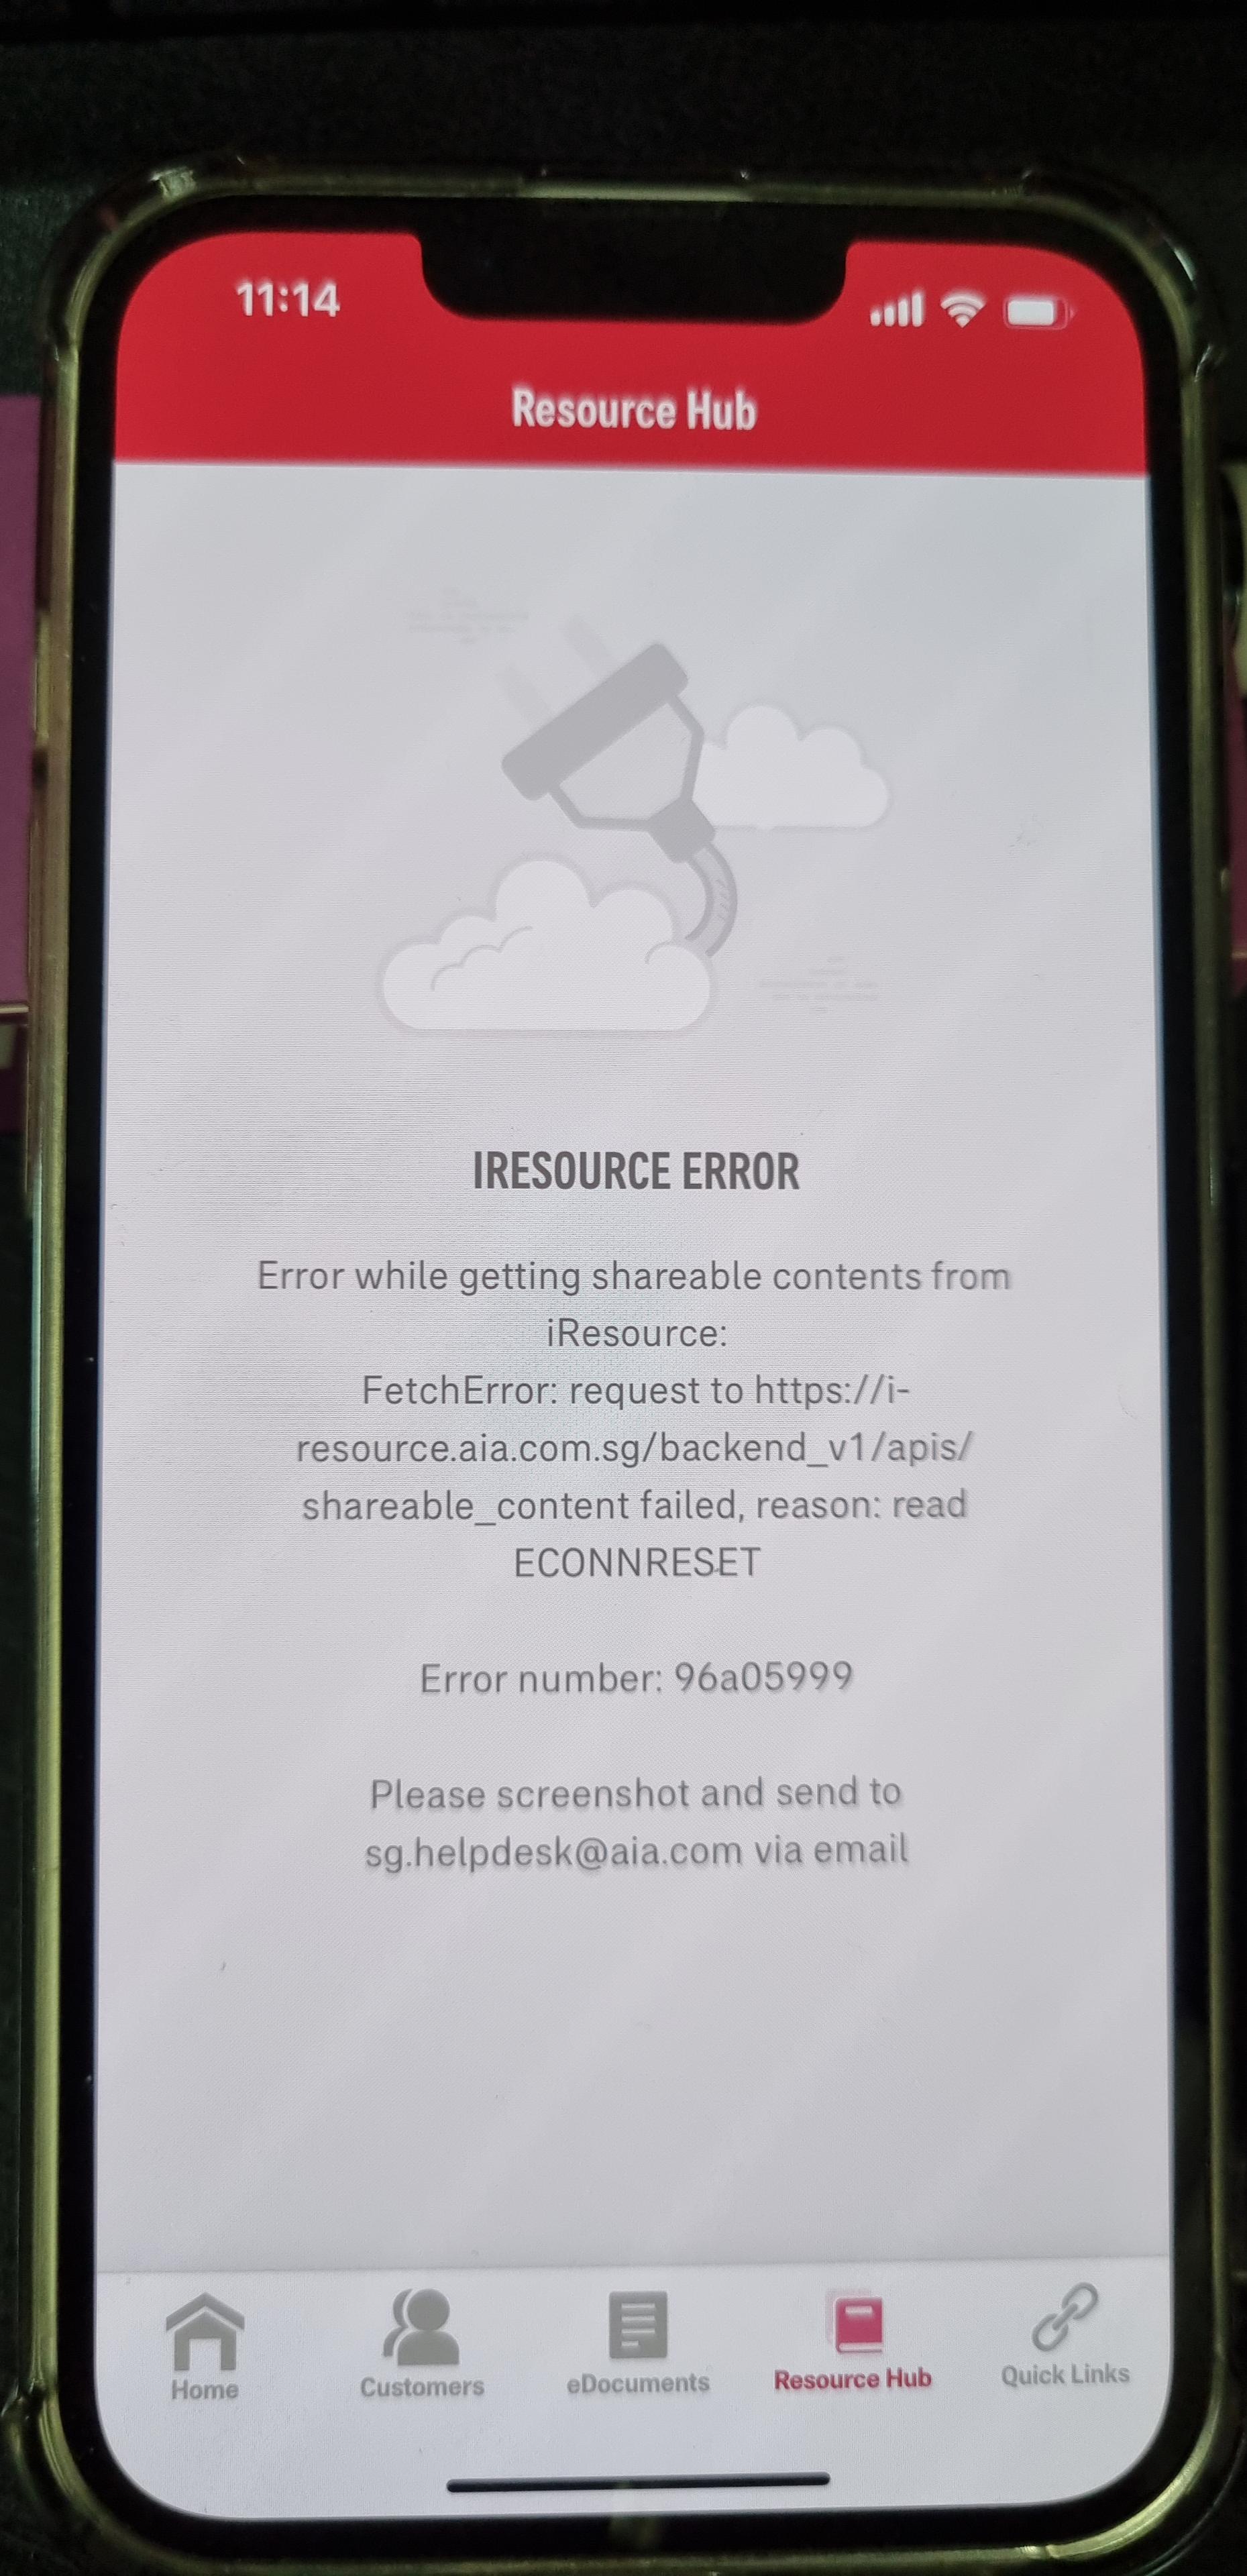 11:14
Resource Hub
IRESOURCE ERROR
Error while getting shareable contents from
iResource:
FetchError: request to https://i-
resource.aia.com.sg/backend_v1/apis/
shareable_content failed, reason: read
ECONNRESET
Error number: 96a05999
Please screenshot and send to
sg.helpdesk@aia.com via email
Home Customers eDocuments Resource Hub Quick Links